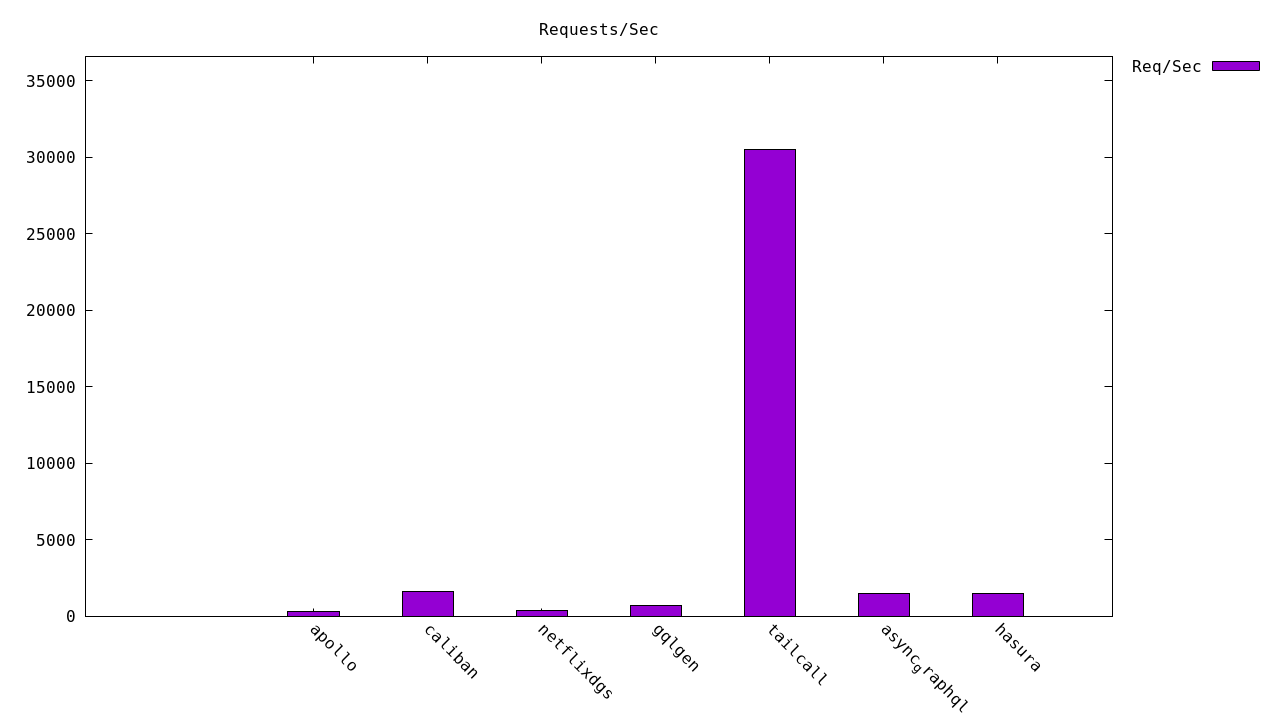 Requests/Sec
Req/Sec
35000
30000
25000
20000
15000
10000
5000
0
apollo
caliban
netflixdgs
gqlgen
tailcall
asyncgraphql
hasura